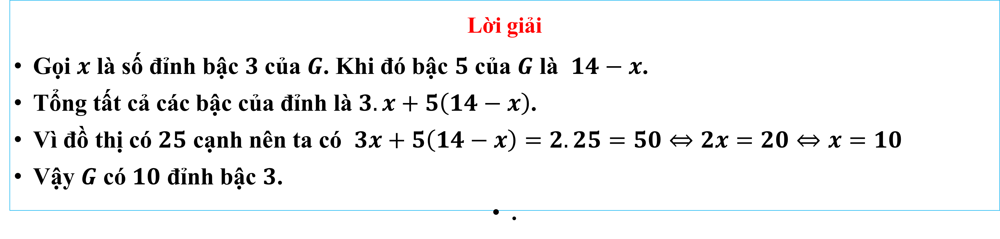 Lời giải
• Gọi x là số đỉnh bậc 3 của G. Khi đó bậc 5 của G là 14 − x.
• Tổng tất cả các bậc của đỉnh là 3. x + 5(14 − x).
• Vì đồ thị có 25 cạnh nên ta có 3x + 5(14 − x) = 2. 25 = 50 ⇔ 2x = 20 ⇔ x = 10
• Vậy G có 10 đỉnh bậc 3.
• .